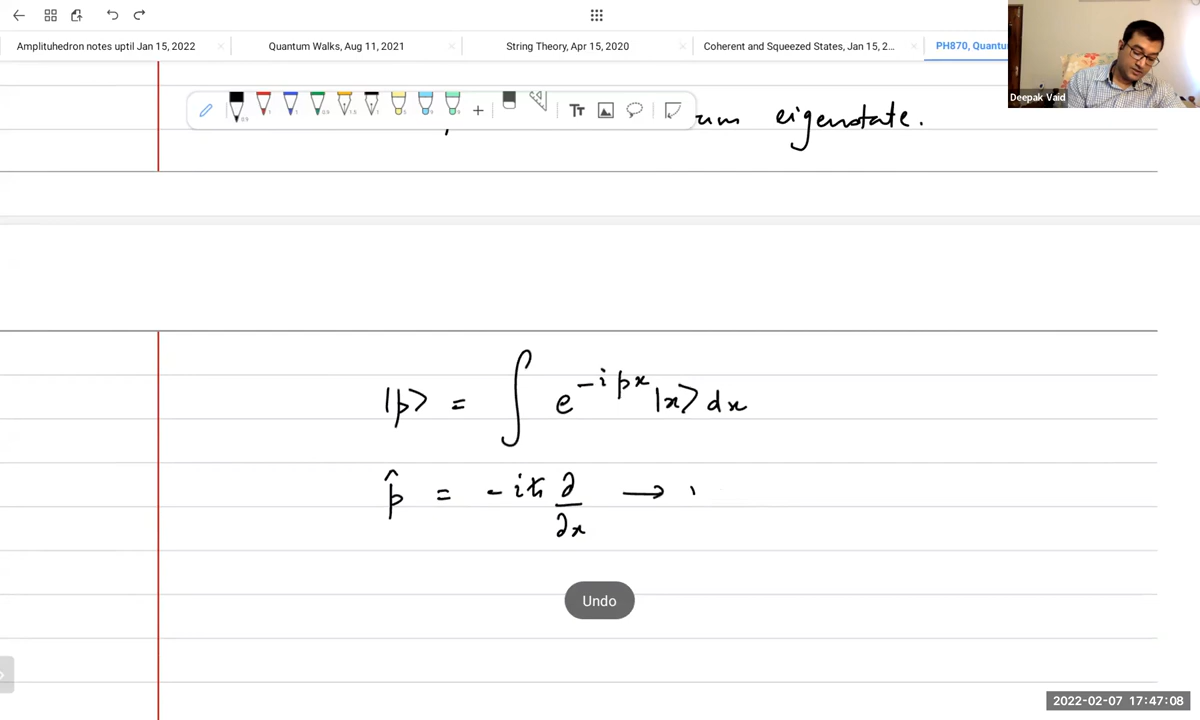 Amplituhedron notes uptil Jan 15, 2022 × Quantum Walks, Aug 11, 2021 × String Theory, Apr 15, 2020 × Coherent and Squeezed States, Jan 15, 2... × PH870, Quantu
Deepak Vaid
Tт
um eigenstate.
|p> = ∫ e^{-ipx} |x> dx
p̂ = -iħ ∂/∂x →
Undo
2022-02-07 17:47:08